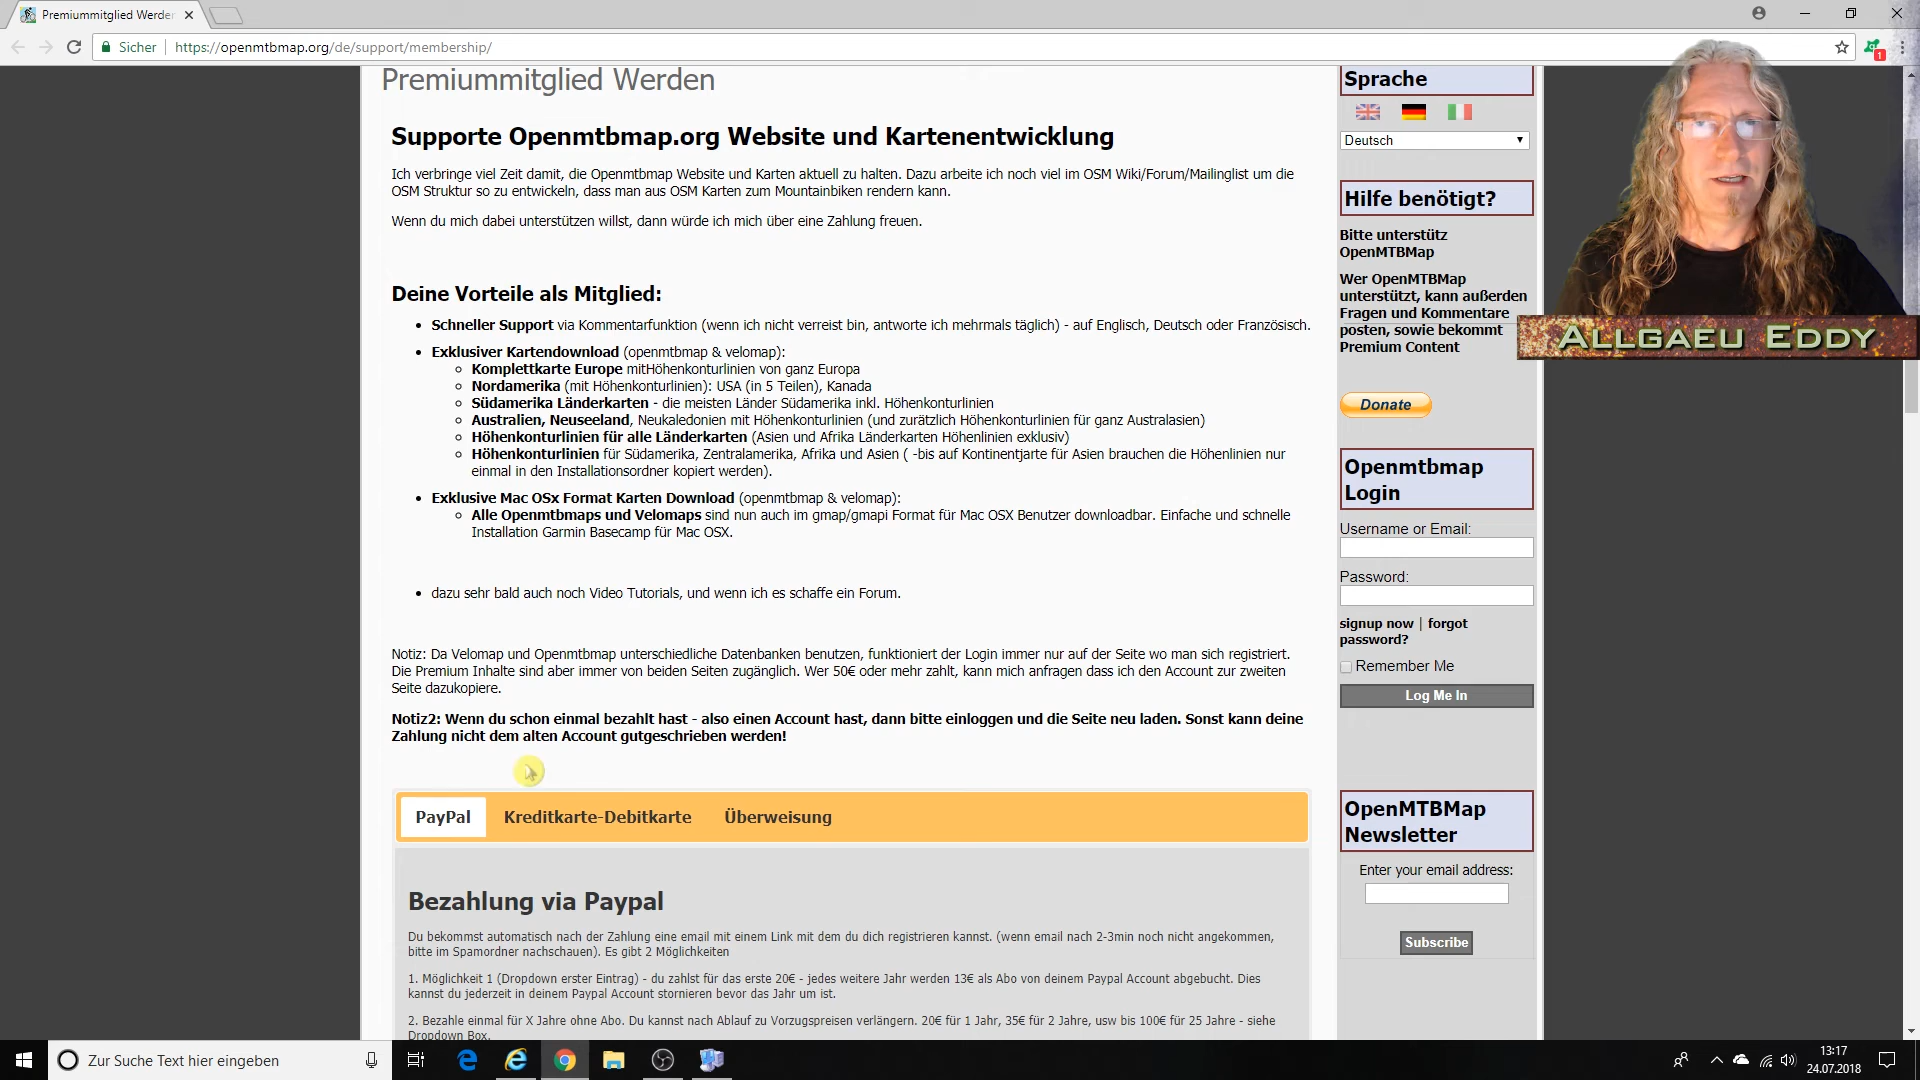 Premiummitglied Werde
Sicher
https://openmtbmap.org/de/support/membership/
1
Premiummitglied Werden
Supporte Openmtbmap.org Website und Kartenentwicklung
Ich verbringe viel Zeit damit, die Openmtbmap Website und Karten aktuell zu halten. Dazu arbeite ich noch viel im OSM Wiki/Forum/Mailinglist um die
OSM Struktur so zu entwickeln, dass man aus OSM Karten zum Mountainbiken rendern kann.
Wenn du mich dabei unterstützen willst, dann würde ich mich über eine Zahlung freuen.
Deine Vorteile als Mitglied:
• Schneller Support via Kommentarfunktion (wenn ich nicht verreist bin, antworte ich mehrmals täglich) - auf Englisch, Deutsch oder Französisch.
• Exklusiver Kartendownload (openmtbmap & velomap):
Komplettkarte Europe mitHöhenkonturlinien von ganz Europa
Nordamerika (mit Höhenkonturlinien): USA (in 5 Teilen), Kanada
Südamerika Länderkarten - die meisten Länder Südamerika inkl. Höhenkonturlinien
Australien, Neuseeland, Neukaledonien mit Höhenkonturlinien (und zurätzlich Höhenkonturlinien für ganz Australasien)
Höhenkonturlinien für alle Länderkarten (Asien und Afrika Länderkarten Höhenlinien exklusiv)
Höhenkonturlinien für Südamerika, Zentralamerika, Afrika und Asien ( -bis auf Kontinentjarte für Asien brauchen die Höhenlinien nur
einmal in den Installationsordner kopiert werden).
• Exklusive Mac OSx Format Karten Download (openmtbmap & velomap):
Alle Openmtbmaps und Velomaps sind nun auch im gmap/gmapi Format für Mac OSX Benutzer downloadbar. Einfache und schnelle
Installation Garmin Basecamp für Mac OSX.
• dazu sehr bald auch noch Video Tutorials, und wenn ich es schaffe ein Forum.
Notiz: Da Velomap und Openmtbmap unterschiedliche Datenbanken benutzen, funktioniert der Login immer nur auf der Seite wo man sich registriert.
Die Premium Inhalte sind aber immer von beiden Seiten zugänglich. Wer 50€ oder mehr zahlt, kann mich anfragen dass ich den Account zur zweiten
Seite dazukopiere.
Notiz2: Wenn du schon einmal bezahlt hast - also einen Account hast, dann bitte einloggen und die Seite neu laden. Sonst kann deine
Zahlung nicht dem alten Account gutgeschrieben werden!
PayPal Kreditkarte-Debitkarte Überweisung
Bezahlung via Paypal
Du bekommst automatisch nach der Zahlung eine email mit einem Link mit dem du dich registrieren kannst. (wenn email nach 2-3min noch nicht angekommen,
bitte im Spamordner nachschauen). Es gibt 2 Möglichkeiten
1. Möglichkeit 1 (Dropdown erster Eintrag) - du zahlst für das erste 20€ - jedes weitere Jahr werden 13€ als Abo von deinem Paypal Account abgebucht. Dies
kannst du jederzeit in deinem Paypal Account stornieren bevor das Jahr um ist.
2. Bezahle einmal für X Jahre ohne Abo. Du kannst nach Ablauf zu Vorzugspreisen verlängern. 20€ für 1 Jahr, 35€ für 2 Jahre, usw bis 100€ für 25 Jahre - siehe
Dropdown Box.
Sprache
Deutsch
Hilfe benötigt?
Bitte unterstütz
OpenMTBMap
Wer OpenMTBMap
unterstützt, kann außerden
Fragen und Kommentare
posten, sowie bekommt
Premium Content
Donate
Openmtbmap
Login
Username or Email:
Password:
signup now | forgot
password?
Remember Me
Log Me In
OpenMTBMap
Newsletter
Enter your email address:
Subscribe
ALLGAEU EDDY
Zur Suche Text hier eingeben
13:17
24.07.2018